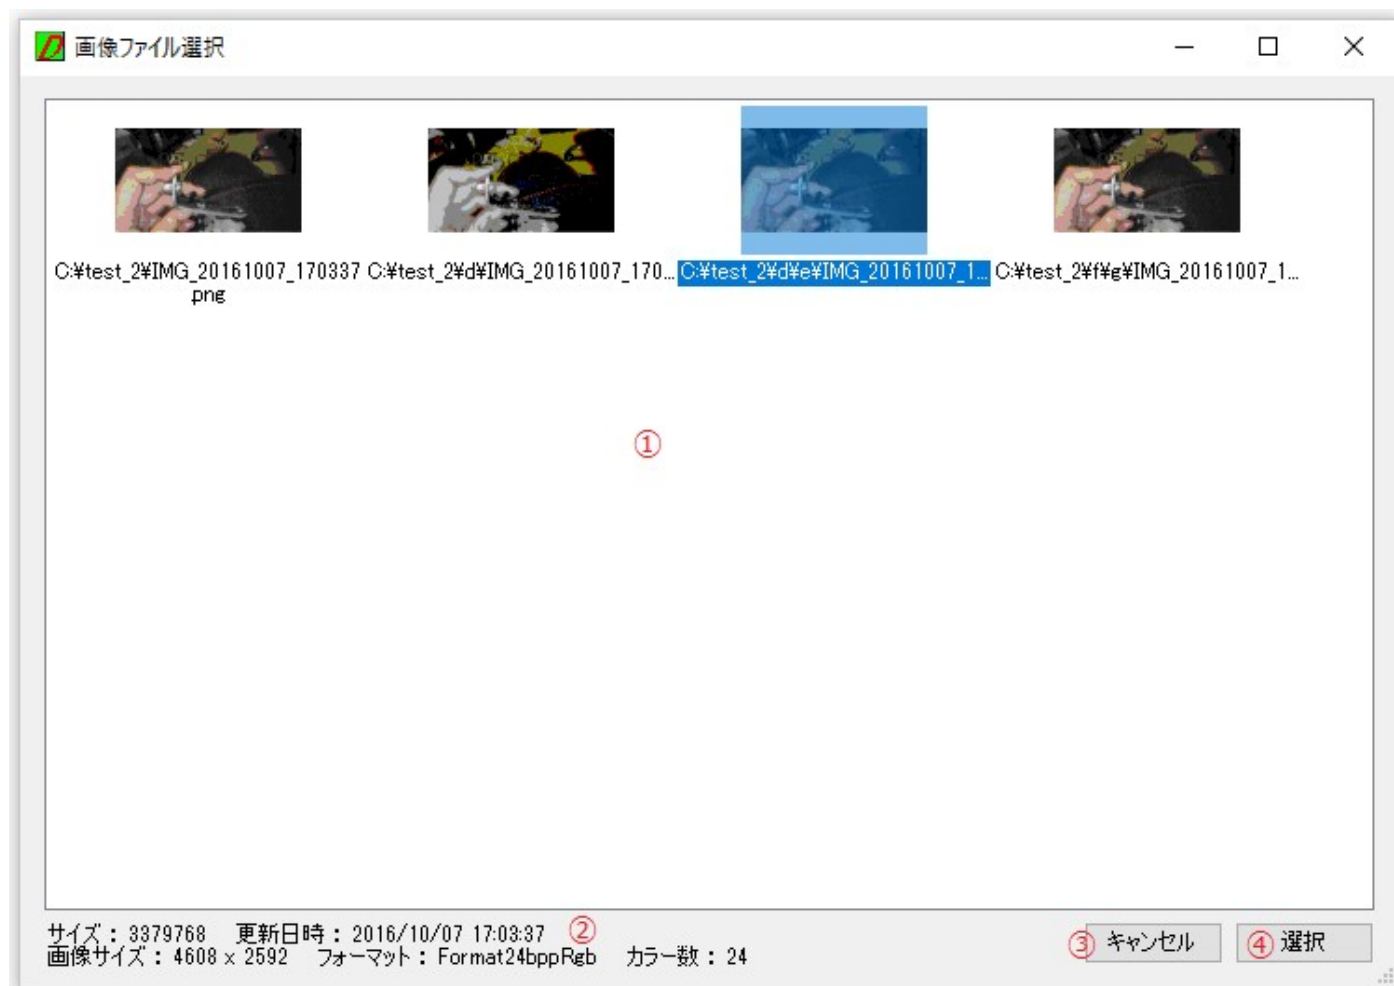 画像ファイル選択
C:¥test_2¥IMG_20161007_170337
png
C:¥test_2¥d¥IMG_20161007_170...
C:¥test_2¥d¥e¥IMG_20161007_1...
C:¥test_2¥f¥g¥IMG_20161007_1...
①
サイズ： 3379768 更新日時： 2016/10/07 17:03:37 ②
画像サイズ： 4608 x 2592 フォーマット： Format24bppRgb カラー数： 24
③ キャンセル
④ 選択